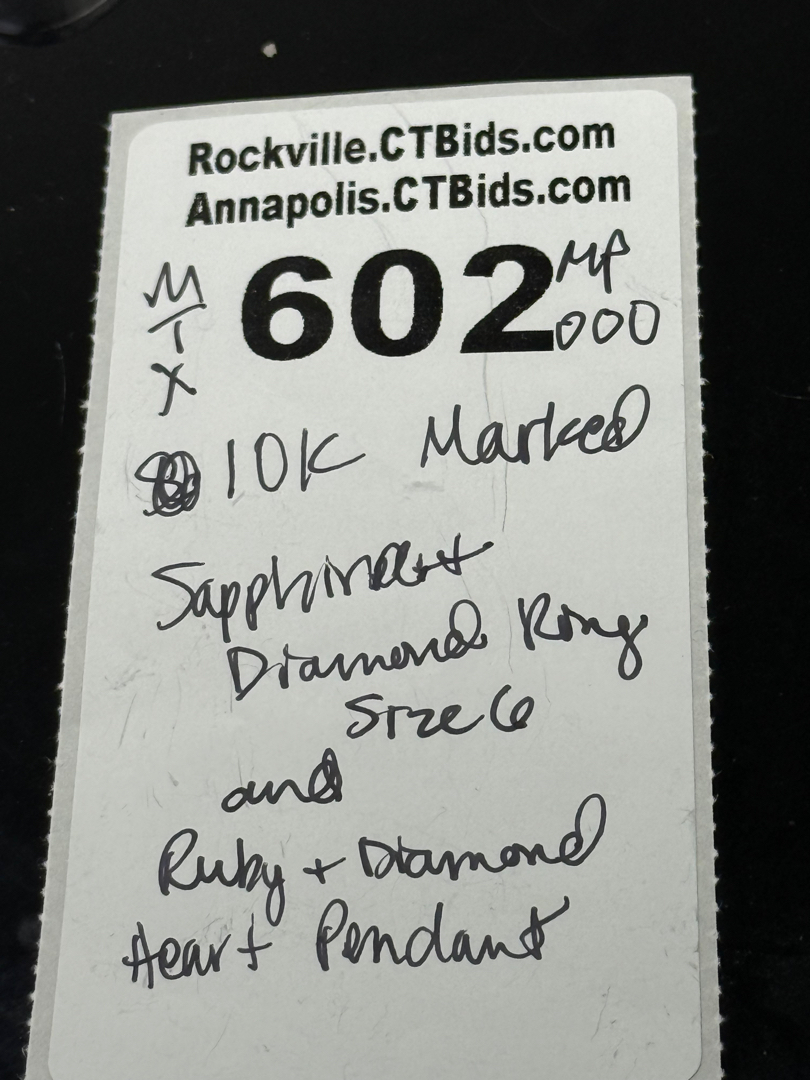 Rockville.CTBids.com
Annapolis.CTBids.com
M
T
X
602
MP
000
10K Marked
Sapphire +
Diamond Ring
Size 6
and
Ruby + Diamond
Heart Pendant